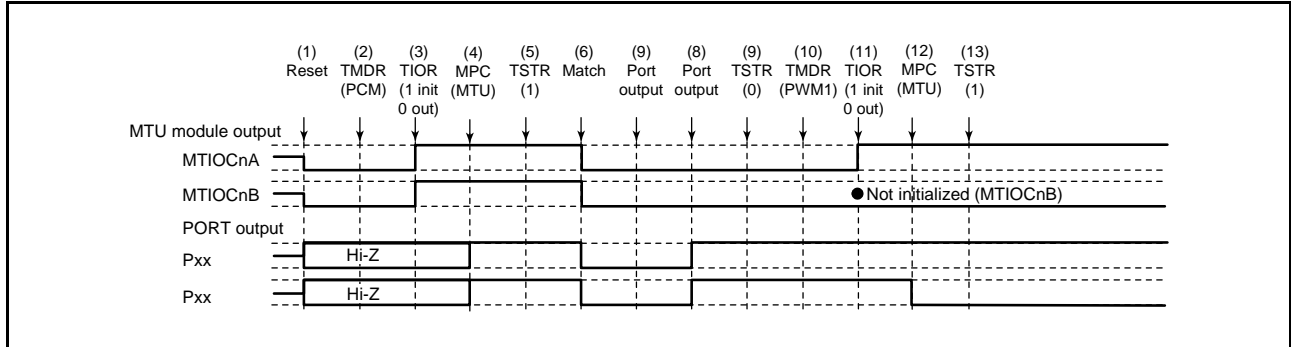 (1) (2) (3) (4) (5) (6) (9) (8) (9) (10) (11) (12) (13)
Reset TMDR TIOR MPC TSTR Match Port Port TSTR TMDR TIOR MPC TSTR
(PCM) (1 init (MTU) (1) output output (0) (PWM1) (1 init (MTU) (1)
0 out) 0 out)
MTU module output
MTIOCnA
MTIOCnB ●Not initialized (MTIOCnB)
PORT output
Pxx Hi-Z
Pxx Hi-Z